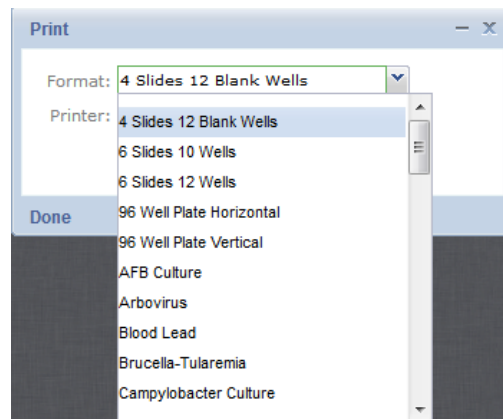 Print
Format: 4 Slides 12 Blank Wells
Printer:
4 Slides 12 Blank Wells
6 Slides 10 Wells
6 Slides 12 Wells
96 Well Plate Horizontal
96 Well Plate Vertical
AFB Culture
Arbovirus
Blood Lead
Brucella-Tularemia
Campylobacter Culture
Done